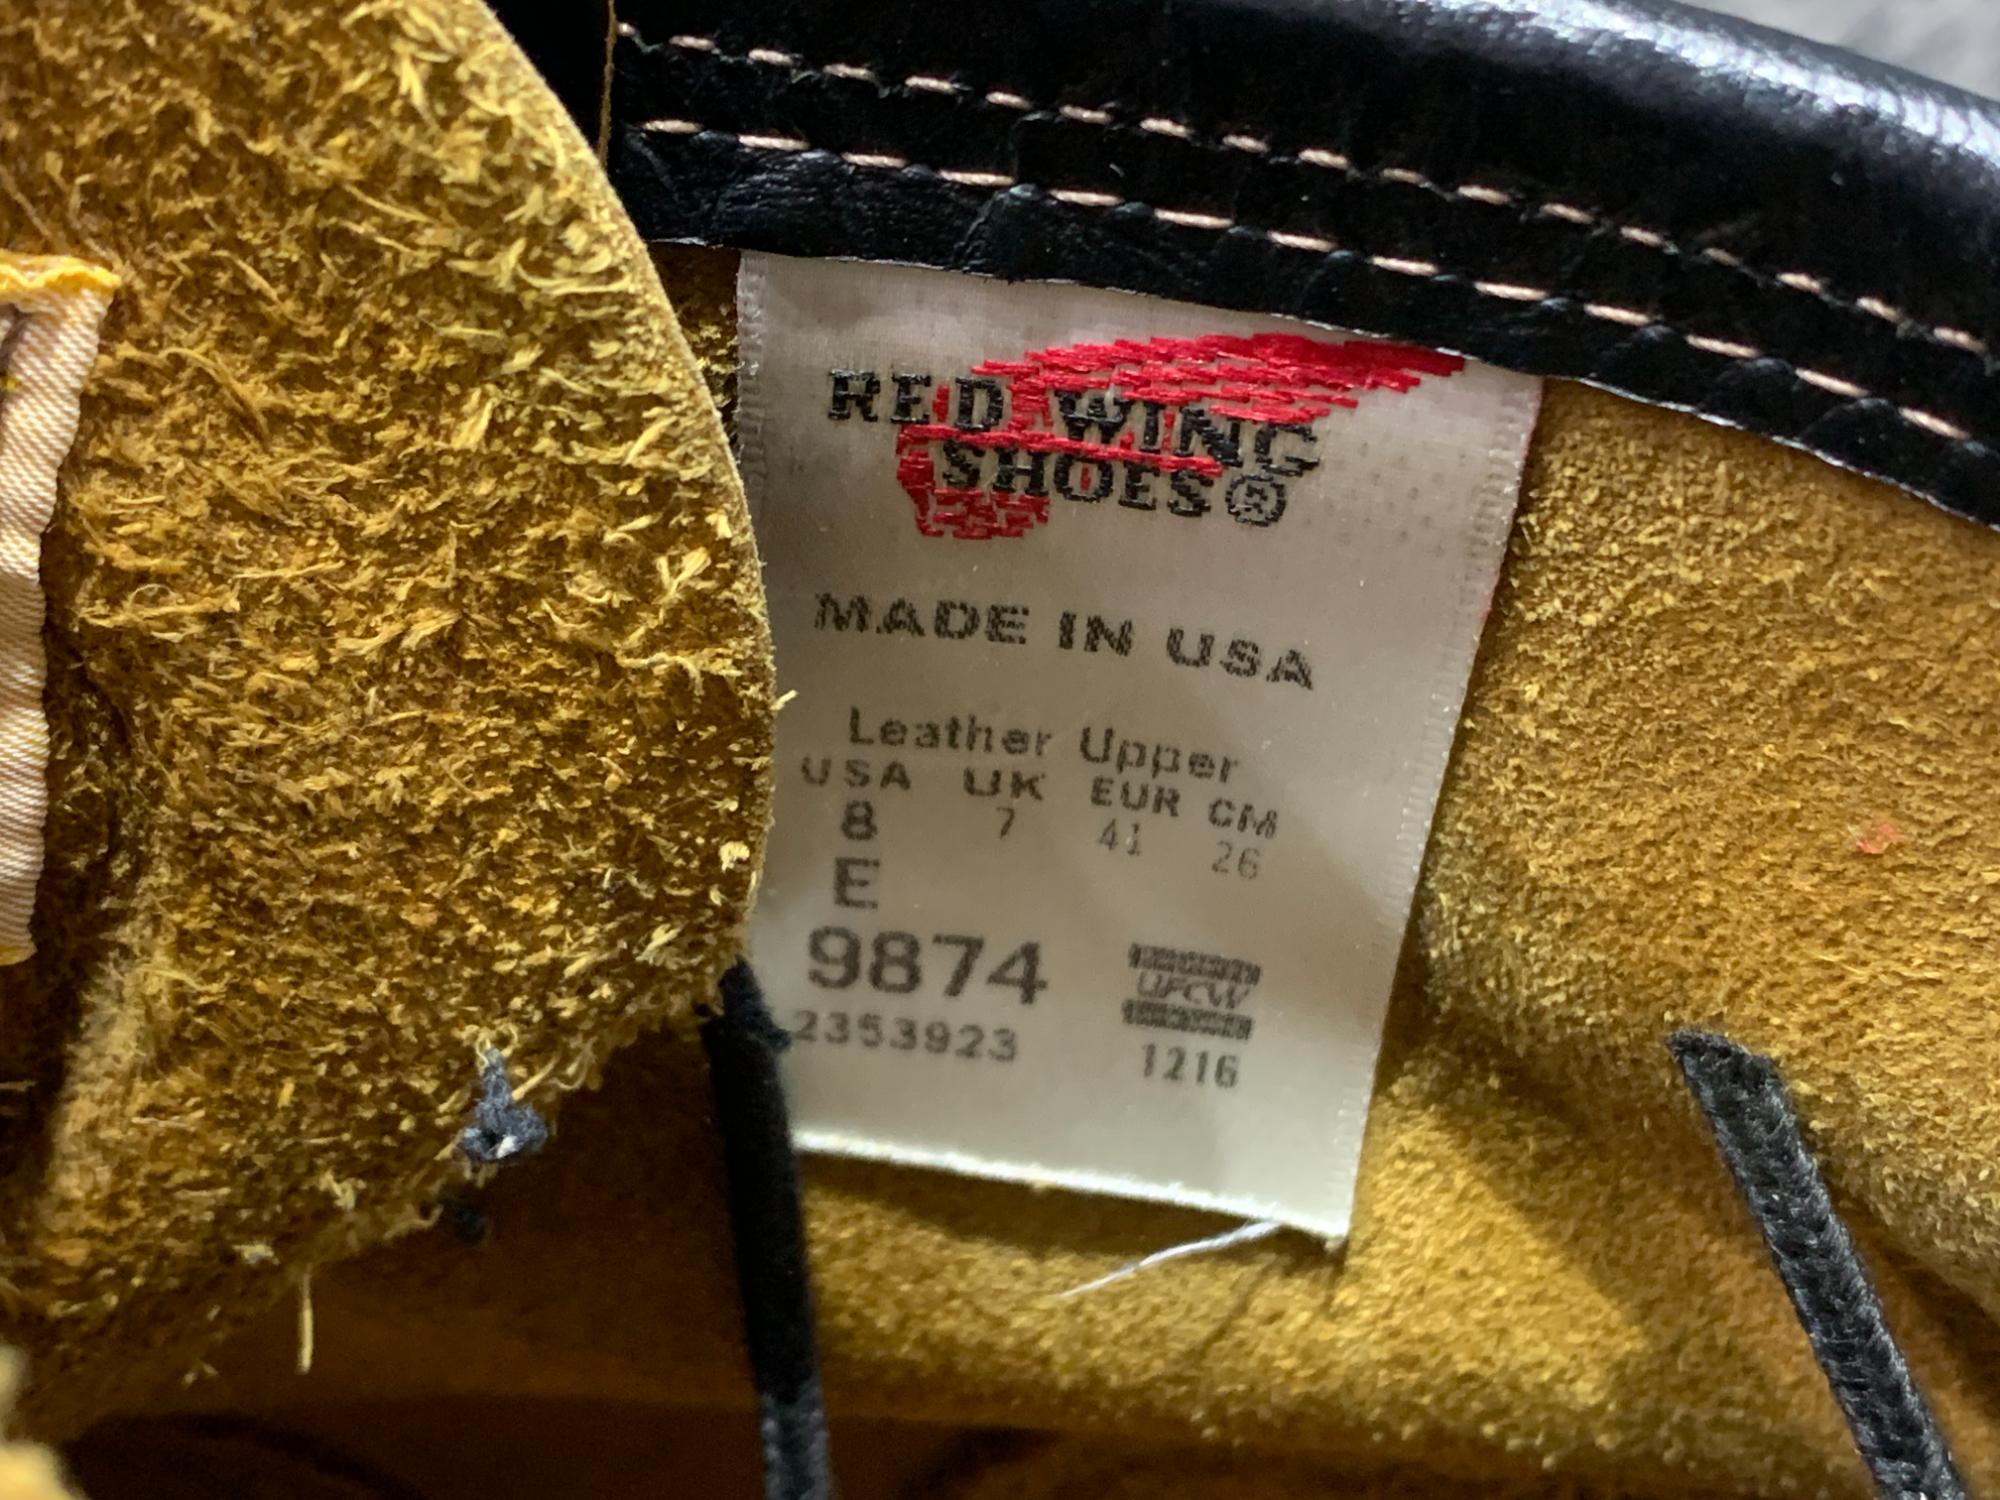 RED WING
SHOES®
MADE IN USA
Leather Upper
USA UK EUR CM
8 7 41 26
E
9874
UFCW
2353923
1216